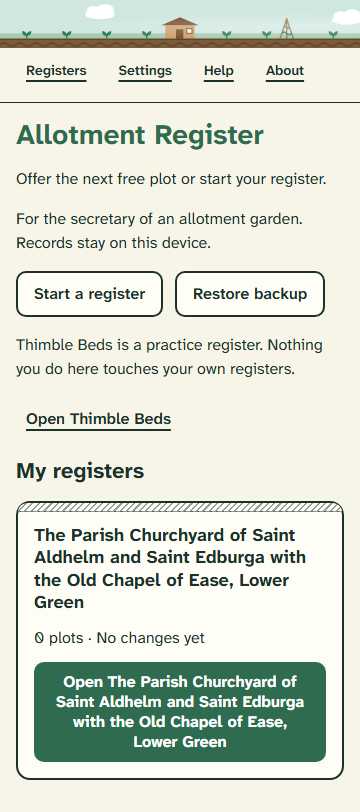 Registers Settings Help About
Allotment Register
Offer the next free plot or start your register.
For the secretary of an allotment garden.
Records stay on this device.
Start a register Restore backup
Thimble Beds is a practice register. Nothing
you do here touches your own registers.
Open Thimble Beds
My registers
The Parish Churchyard of Saint
Aldhelm and Saint Edburga with
the Old Chapel of Ease, Lower
Green
0 plots · No changes yet
Open The Parish Churchyard of
Saint Aldhelm and Saint Edburga
with the Old Chapel of Ease,
Lower Green